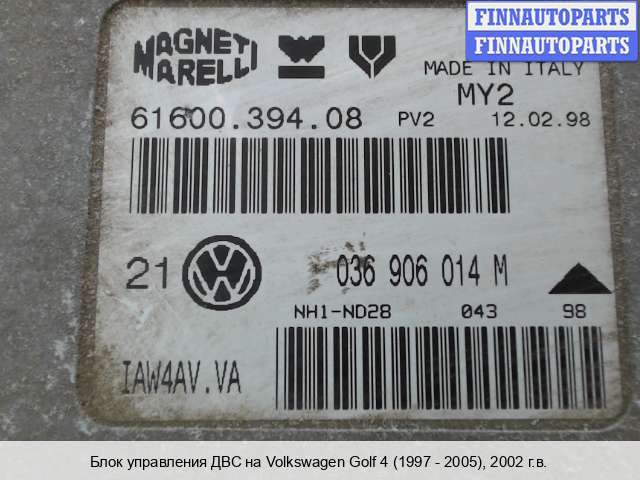 FINNAUTOPARTS
FINNAUTOPARTS
MAGNETI
MARELLI
MADE IN ITALY
MY2
61600.394.08 PV2 12.02.98
21 VW 036 906 014 M
NH1-ND28 043 98
IAW4AV.VA
Блок управления ДВС на Volkswagen Golf 4 (1997 - 2005), 2002 г.в.